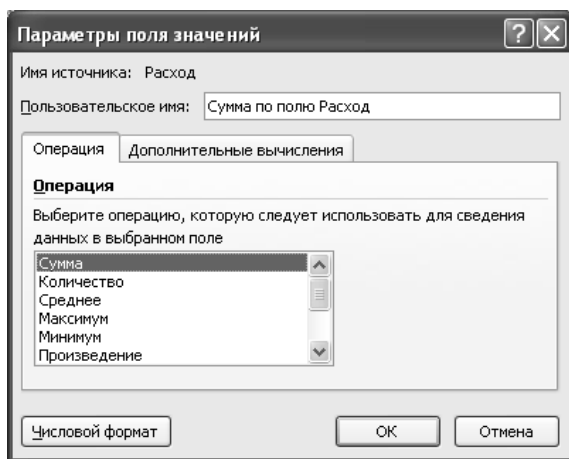 Параметры поля значений
Имя источника: Расход
Пользовательское имя: Сумма по полю Расход
Операция Дополнительные вычисления
Операция
Выберите операцию, которую следует использовать для сведения
данных в выбранном поле
Сумма
Количество
Среднее
Максимум
Минимум
Произведение
Числовой формат ОК Отмена